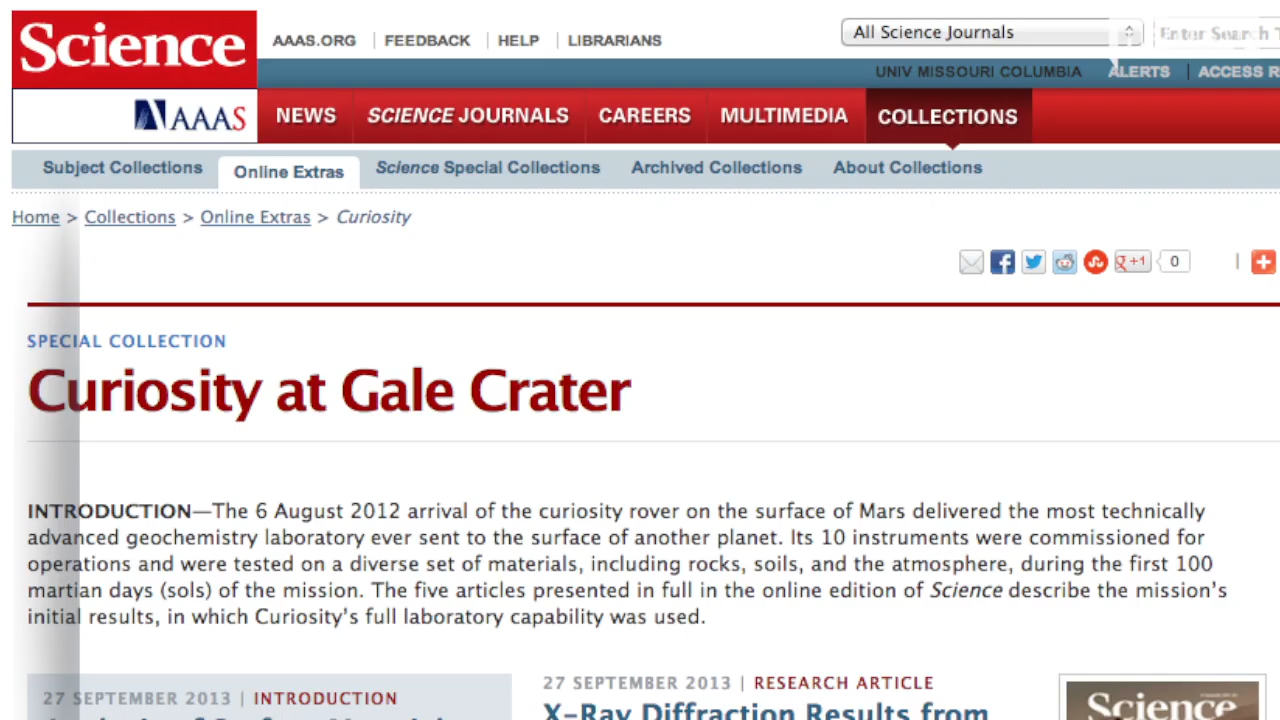 Science
AAAS.ORG | FEEDBACK | HELP | LIBRARIANS
All Science Journals
Enter Search
UNIV MISSOURI COLUMBIA
ALERTS | ACCESS
AAAS
NEWS
SCIENCE JOURNALS
CAREERS
MULTIMEDIA
COLLECTIONS
Subject Collections
Online Extras
Science Special Collections
Archived Collections
About Collections
Home > Collections > Online Extras > Curiosity
g+1
0
SPECIAL COLLECTION
Curiosity at Gale Crater
INTRODUCTION—The 6 August 2012 arrival of the curiosity rover on the surface of Mars delivered the most technically
advanced geochemistry laboratory ever sent to the surface of another planet. Its 10 instruments were commissioned for
operations and were tested on a diverse set of materials, including rocks, soils, and the atmosphere, during the first 100
martian days (sols) of the mission. The five articles presented in full in the online edition of Science describe the mission's
initial results, in which Curiosity's full laboratory capability was used.
27 SEPTEMBER 2013 | INTRODUCTION
27 SEPTEMBER 2013 | RESEARCH ARTICLE
X-Ray Diffraction Results from
Science